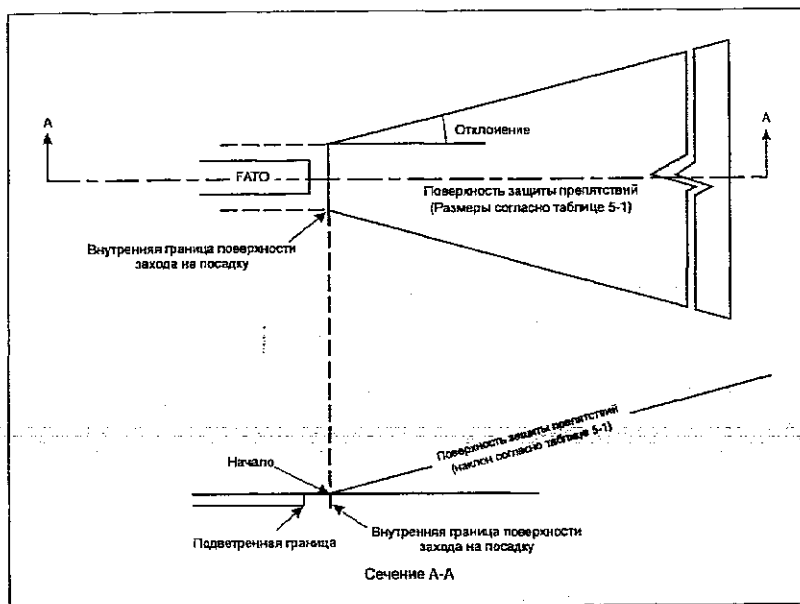 A
A
Отклонение
FATO
Поверхность защиты препятствий
(Размеры согласно таблице 5-1)
Внутренняя граница поверхности
захода на посадку
Поверхность защиты препятствий
(наклон согласно таблице 5-1)
Начало
Подветренная граница
Внутренняя граница поверхности
захода на посадку
Сечение А-А